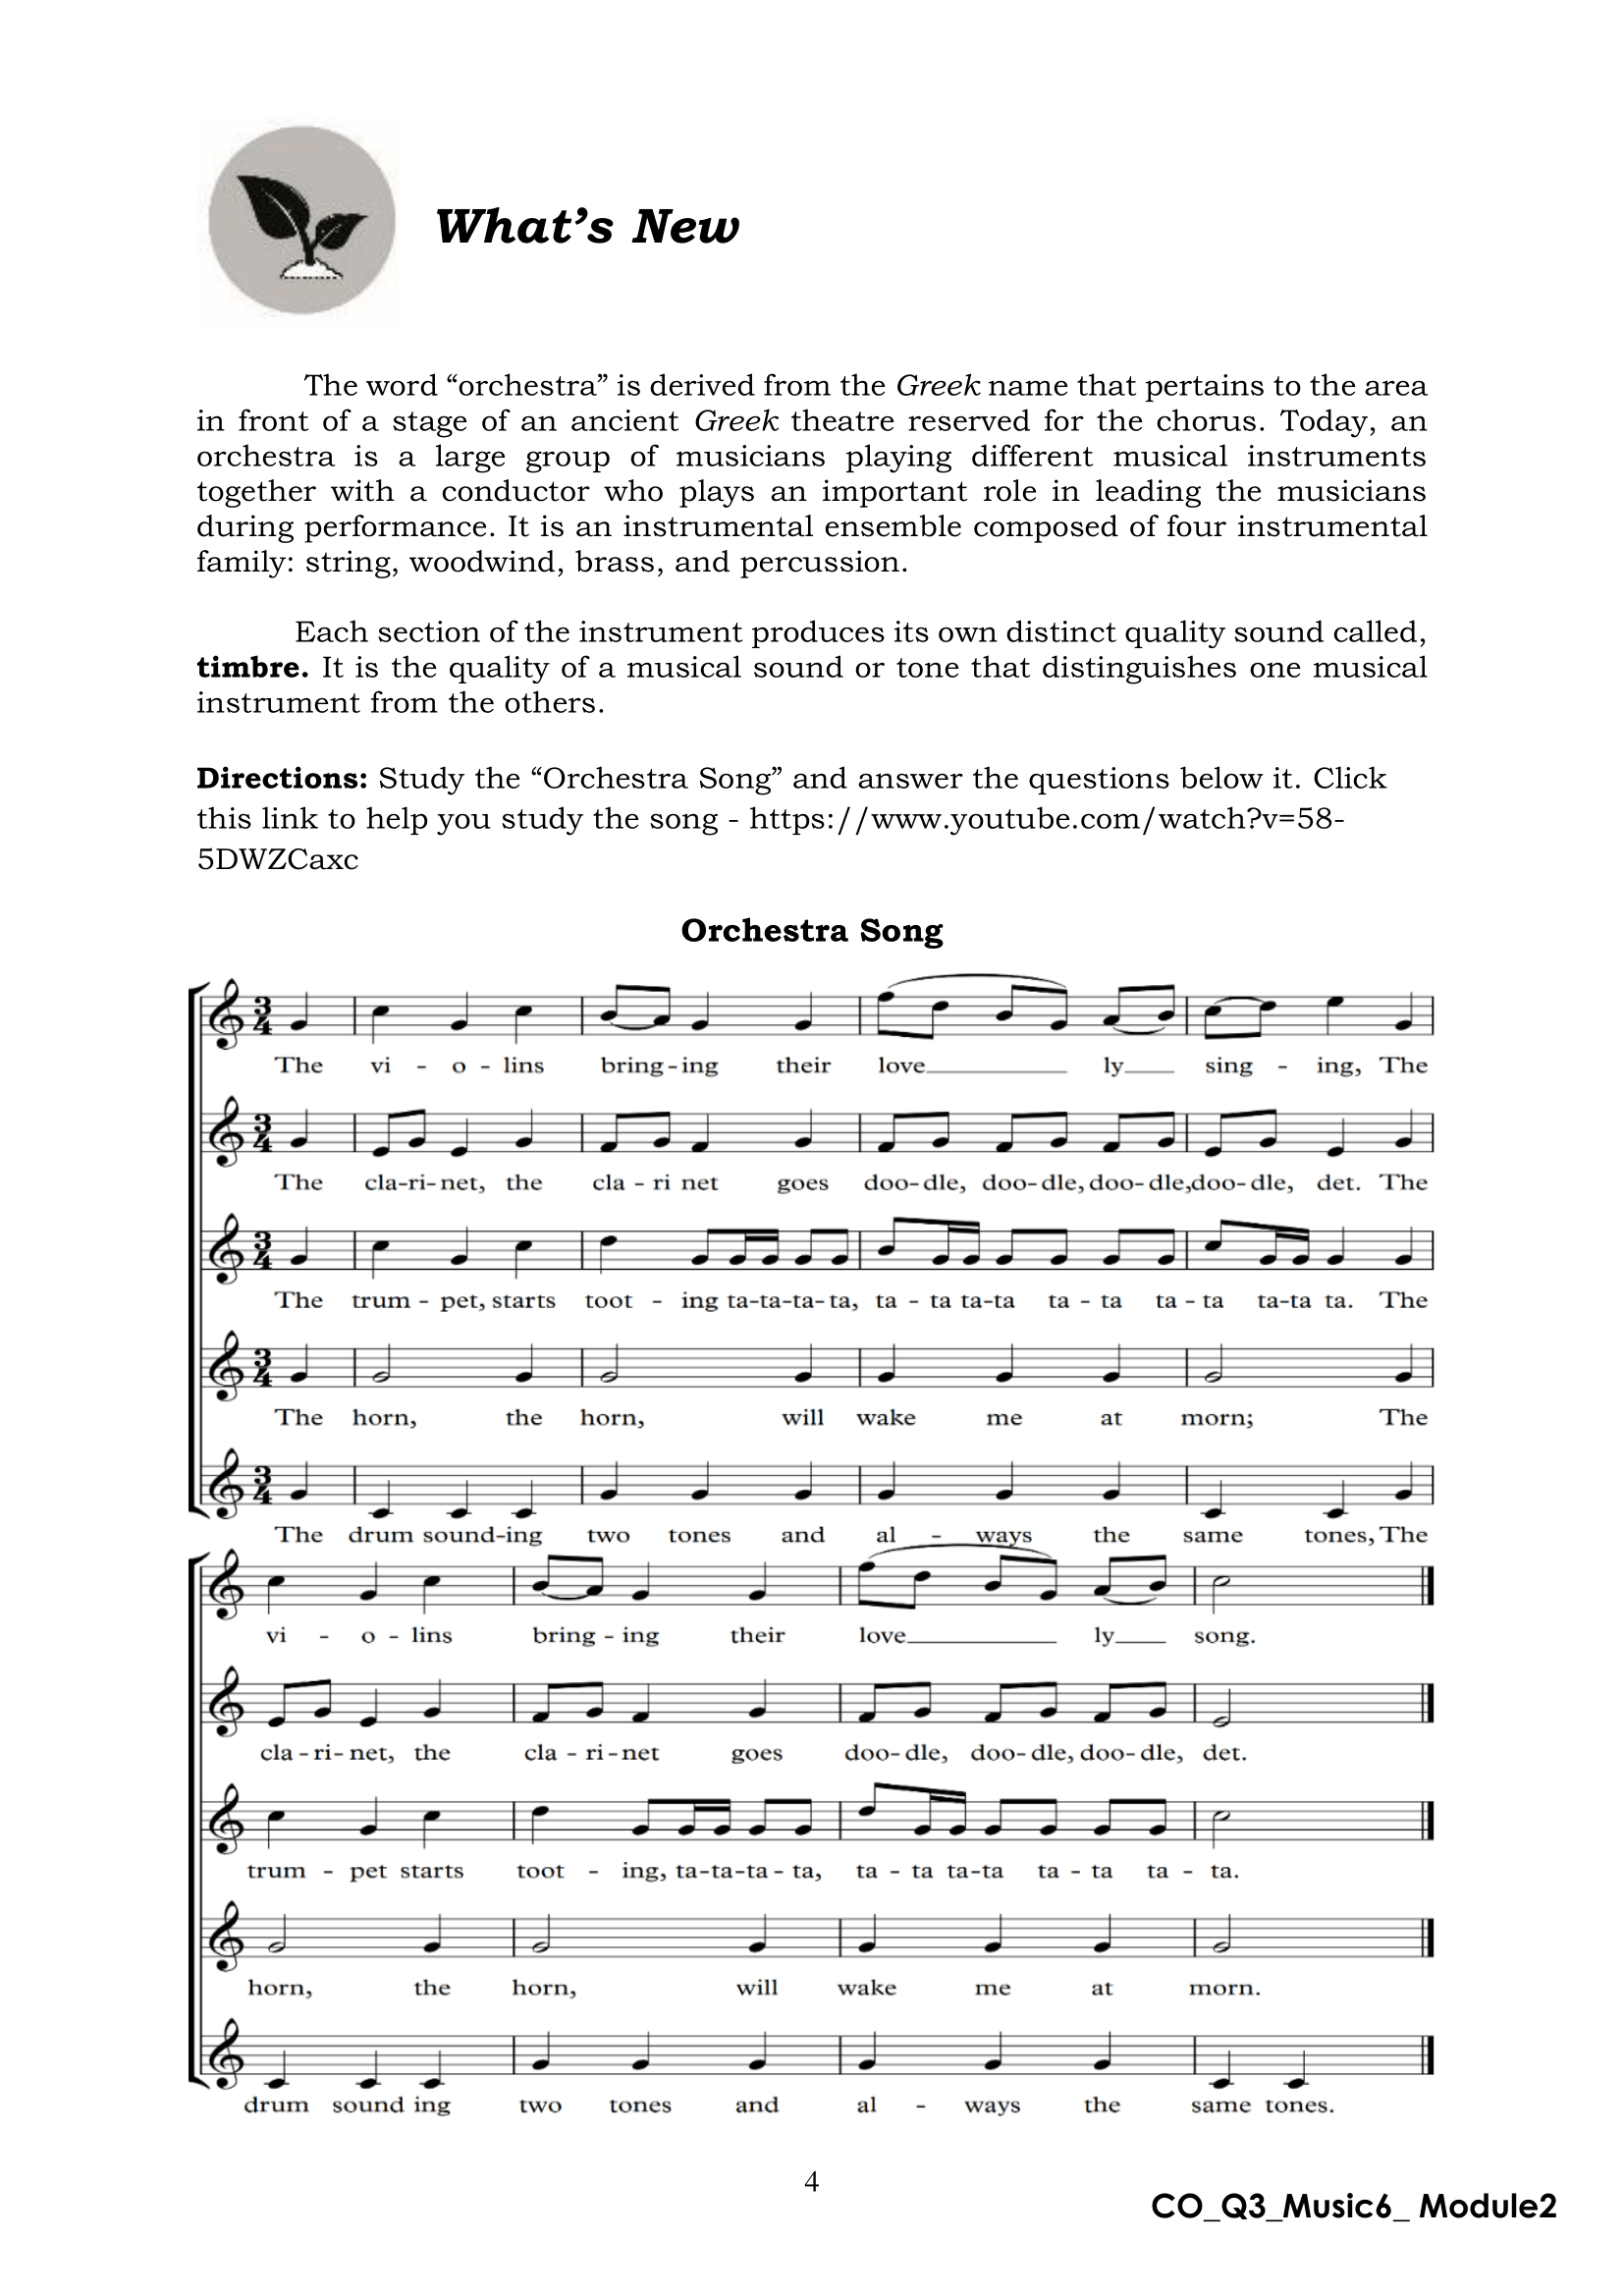 What's New
The word “orchestra” is derived from the Greek name that pertains to the area
in front of a stage of an ancient Greek theatre reserved for the chorus. Today, an
orchestra is a large group of musicians playing different musical instruments
together with a conductor who plays an important role in leading the musicians
during performance. It is an instrumental ensemble composed of four instrumental
family: string, woodwind, brass, and percussion.
Each section of the instrument produces its own distinct quality sound called,
timbre. It is the quality of a musical sound or tone that distinguishes one musical
instrument from the others.
Directions: Study the “Orchestra Song” and answer the questions below it. Click
this link to help you study the song - https://www.youtube.com/watch?v=58-
5DWZCaxc
Orchestra Song
3
4
The vi - o - lins bring - ing their love ly sing - ing, The
3
4
The cla-ri-net, the cla - ri net goes doo- dle, doo- dle, doo- dle,doo- dle, det. The
3
4
The trum - pet, starts toot - ing ta-ta-ta-ta, ta - ta ta-ta ta - ta ta - ta ta-ta ta. The
3
4
The horn, the horn, will wake me at morn; The
3
4
The drum sound-ing two tones and al - ways the same tones, The
vi - o - lins bring - ing their love ly song.
cla - ri - net, the cla - ri - net goes doo- dle, doo- dle, doo- dle, det.
trum - pet starts toot - ing, ta-ta-ta - ta, ta - ta ta-ta ta - ta ta - ta.
horn, the horn, will wake me at morn.
drum sound ing two tones and al - ways the same tones.
4
CO_Q3_Music6_ Module2